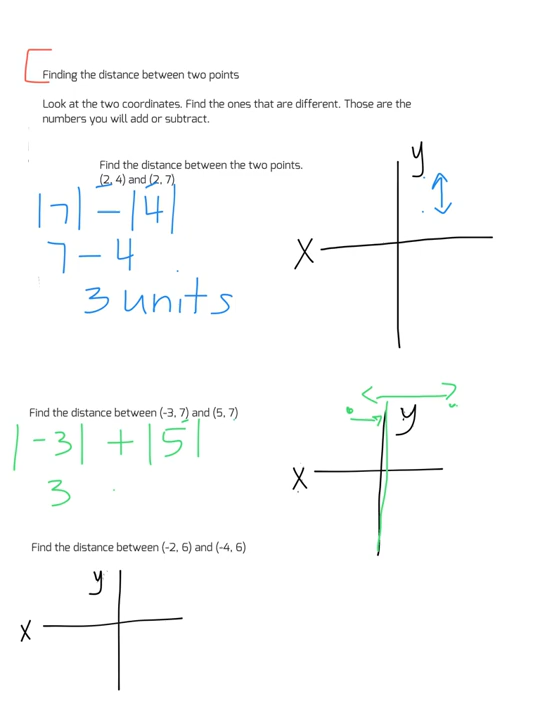 Finding the distance between two points
Look at the two coordinates. Find the ones that are different. Those are the
numbers you will add or subtract.
Find the distance between the two points.
(2, 4) and (2, 7)
|7| - |4|
7 - 4
3 units
y
X
Find the distance between (-3, 7) and (5, 7)
|-3| + |5|
3
y
X
Find the distance between (-2, 6) and (-4, 6)
y
X